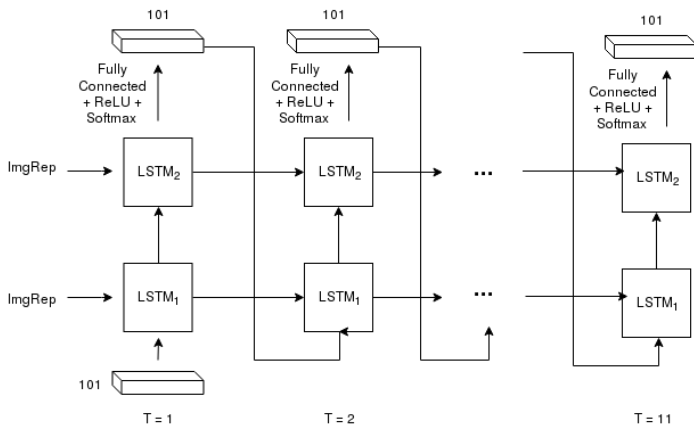 101
101
101
Fully
Connected
+ ReLU +
Softmax
Fully
Connected
+ ReLU +
Softmax
Fully
Connected
+ ReLU +
Softmax
ImgRep
LSTM₂
LSTM₂
...
LSTM₂
ImgRep
LSTM₁
LSTM₁
...
LSTM₁
101
T = 1
T = 2
T = 11